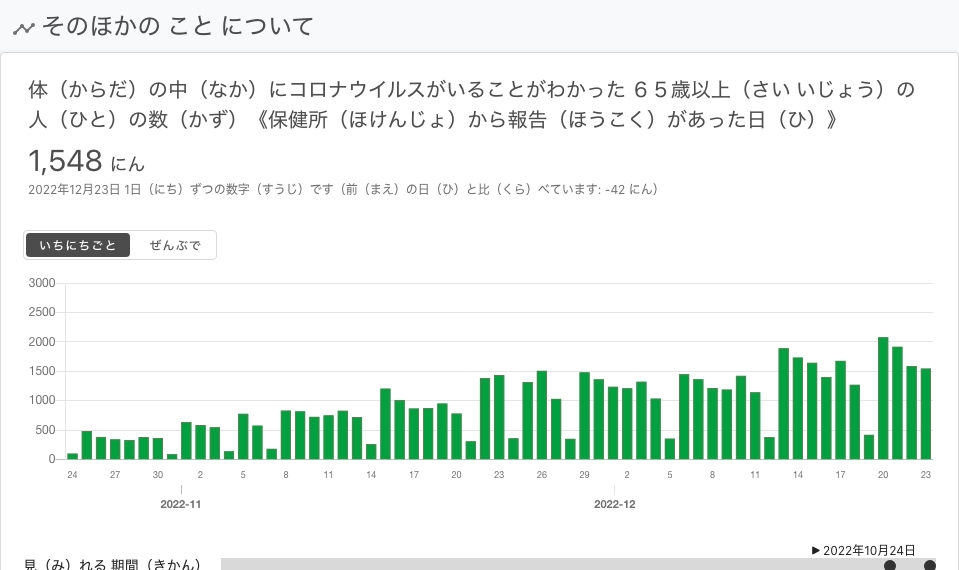 そのほかの こと について
体（からだ）の中（なか）にコロナウイルスがいることがわかった ６５歳以上（さい いじょう）の
人（ひと）の数（かず）《保健所（ほけんじょ）から報告（ほうこく）があった日（ひ）》
1,548 にん
2022年12月23日 1日（にち）ずつの数字（すうじ）です（前（まえ）の日（ひ）と比（くら）べています: -42 にん）
いちにちごと ぜんぶで
3000
2500
2000
1500
1000
500
0
24 27 30 2 5 8 11 14 17 20 23 26 29 2 5 8 11 14 17 20 23
2022-11 2022-12
▶ 2022年10月24日
見（み）れる 期間（きかん）